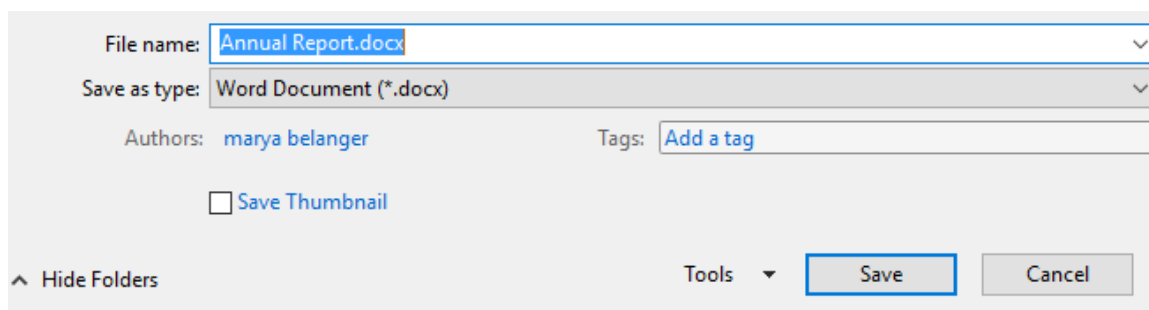 File name: Annual Report.docx
Save as type: Word Document (*.docx)
Authors: marya belanger Tags: Add a tag
Save Thumbnail
Hide Folders Tools Save Cancel